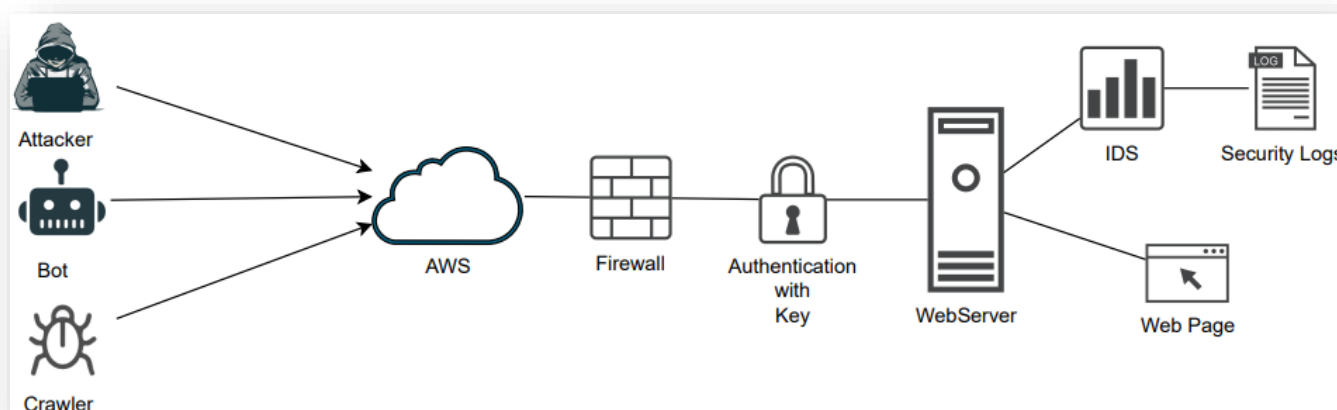 Attacker
Bot
Crawler
AWS
Firewall
Authentication
with
Key
WebServer
IDS
LOG
Security Logs
Web Page